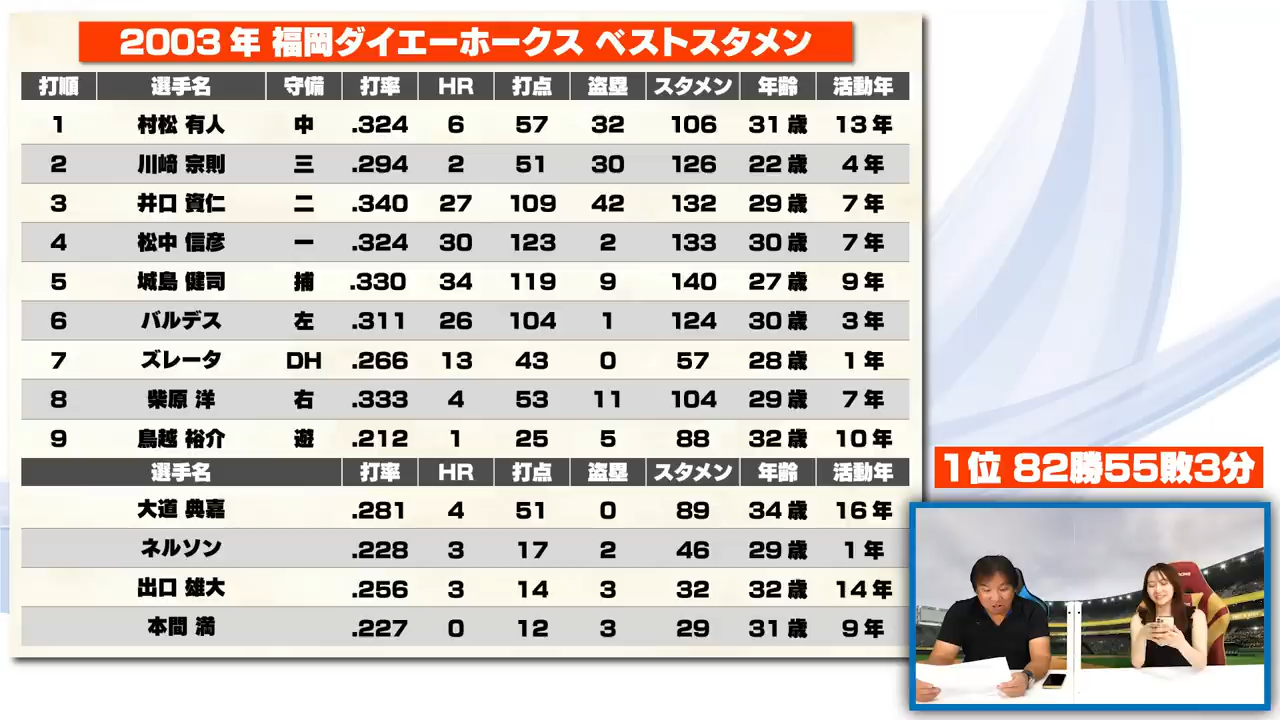 2003年 福岡ダイエーホークス ベストスタメン
打順 選手名 守備 打率 HR 打点 盗塁 スタメン 年齢 活動年
1 村松 有人 中 .324 6 57 32 106 31歳 13年
2 川﨑 宗則 三 .294 2 51 30 126 22歳 4年
3 井口 資仁 二 .340 27 109 42 132 29歳 7年
4 松中 信彦 一 .324 30 123 2 133 30歳 7年
5 城島 健司 捕 .330 34 119 9 140 27歳 9年
6 バルデス 左 .311 26 104 1 124 30歳 3年
7 ズレータ DH .266 13 43 0 57 28歳 1年
8 柴原 洋 右 .333 4 53 11 104 29歳 7年
9 鳥越 裕介 遊 .212 1 25 5 88 32歳 10年
選手名 打率 HR 打点 盗塁 スタメン 年齢 活動年
大道 典嘉 .281 4 51 0 89 34歳 16年
ネルソン .228 3 17 2 46 29歳 1年
出口 雄大 .256 3 14 3 32 32歳 14年
本間 満 .227 0 12 3 29 31歳 9年
1位 82勝55敗3分